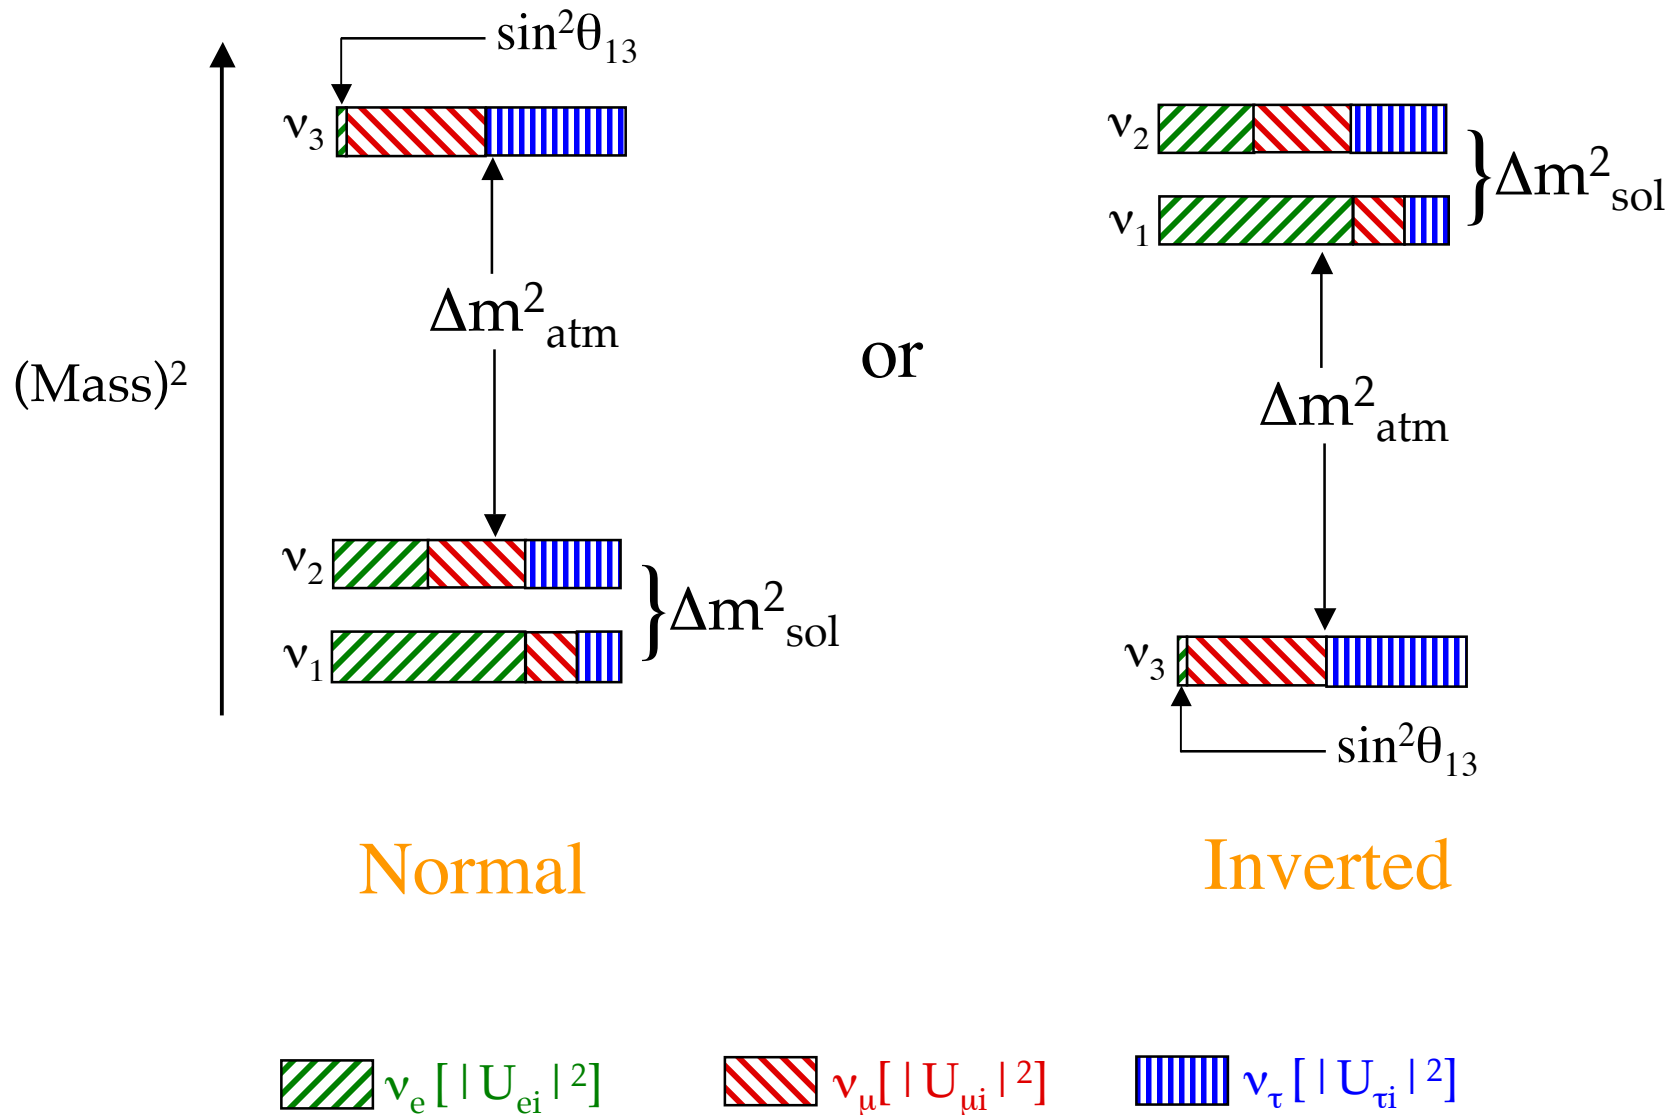 sin²θ₁₃
ν₃
ν₂
}Δm²sol
ν₁
Δm²atm
or
(Mass)²
Δm²atm
ν₂
}Δm²sol
ν₁
ν₃
sin²θ₁₃
Normal
Inverted
νe [ | Uei | ²]
νμ [ | Uμi | ²]
ντ [ | Uτi | ²]